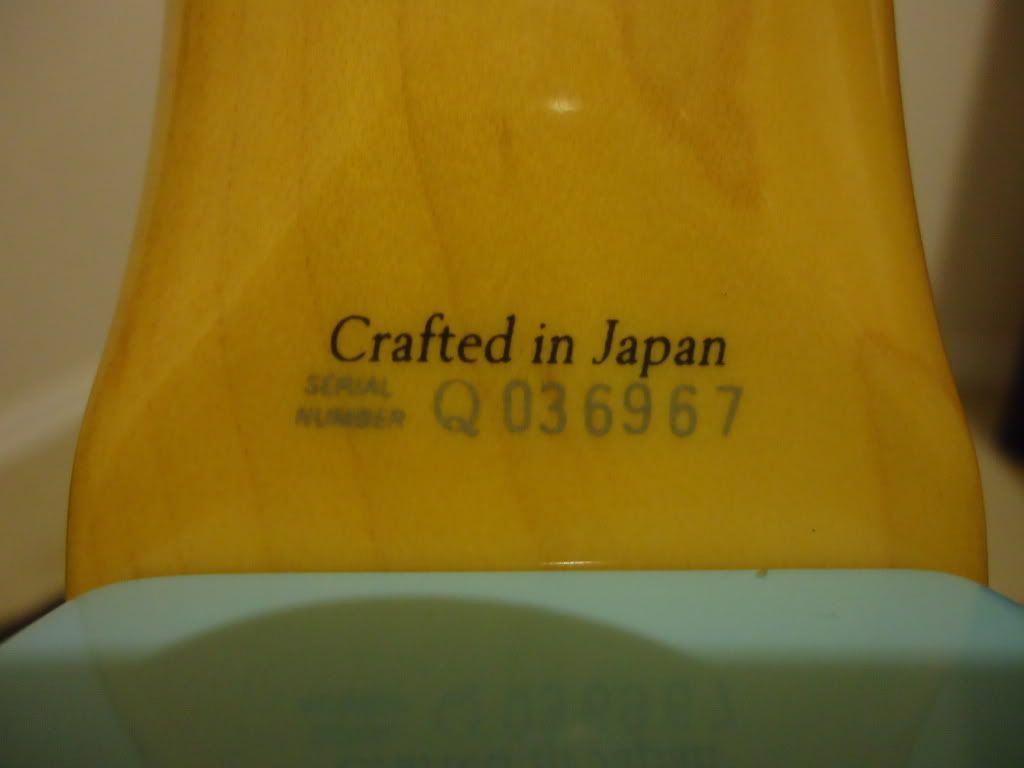 Crafted in Japan
SERIAL
NUMBER Q 036967